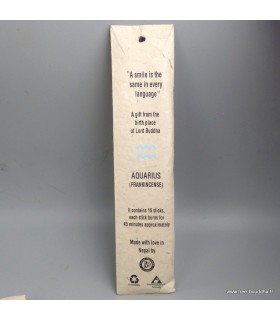 "A smile is the
same in every
language"
A gift from the
birth place
of Lord Buddha
AQUARIUS
(FRANKINCENSE)
It contains 15 sticks,
each stick burns for
45 minutes approximately
Made with love in
Nepal by